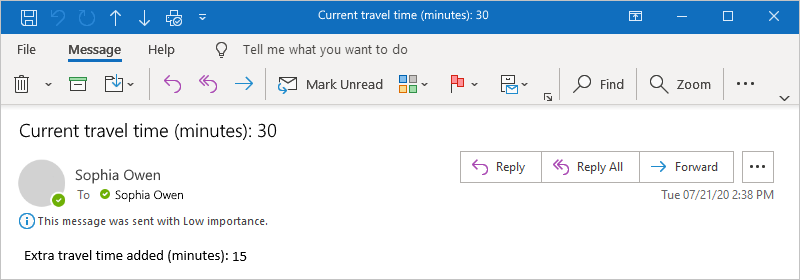 Current travel time (minutes): 30
File Message Help Tell me what you want to do
Mark Unread Find Zoom
Current travel time (minutes): 30
Sophia Owen
To Sophia Owen
Reply Reply All Forward
Tue 07/21/20 2:38 PM
This message was sent with Low importance.
Extra travel time added (minutes): 15